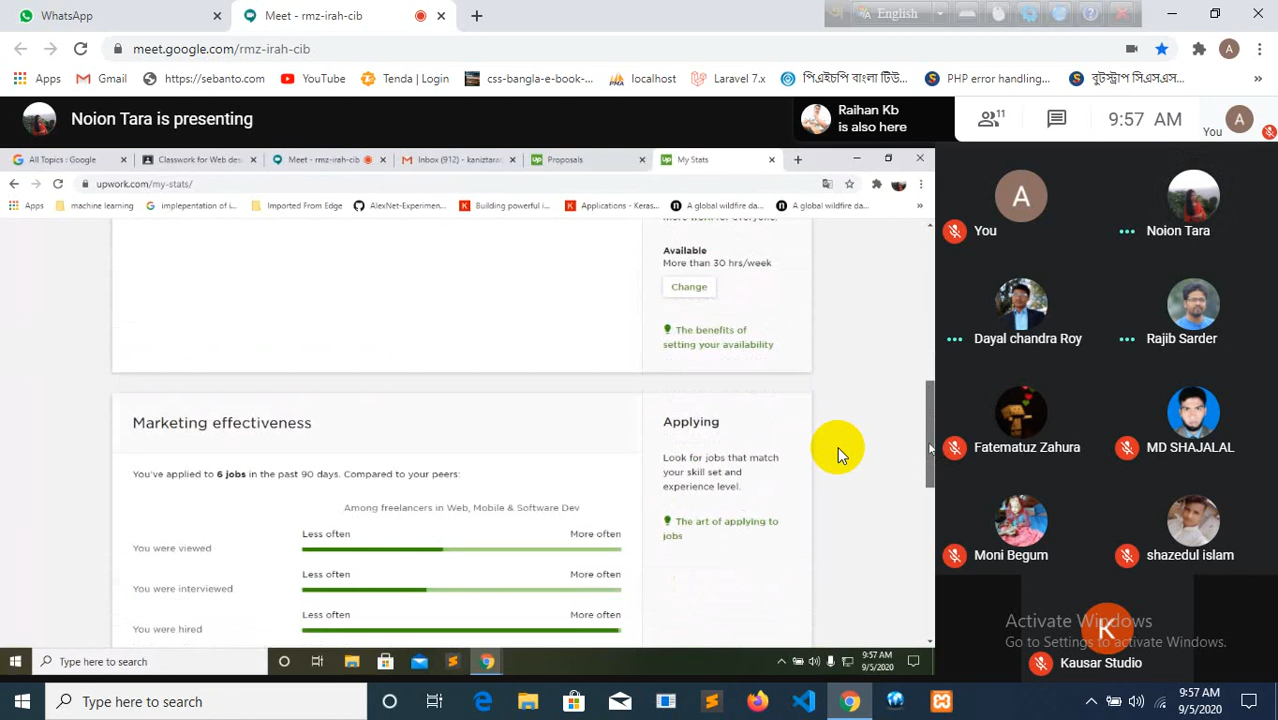 WhatsApp
Meet - rmz-irah-cib
English
meet.google.com/rmz-irah-cib
Apps
Gmail
https://sebanto.com/
YouTube
Tenda | Login
css-bangla-e-book-...
localhost
Laravel 7.x
পিএইচপি বাংলা টিউ...
PHP error handling...
বুটস্ট্রাপ সিএসএস...
Noion Tara is presenting
Raihan Kb
is also here
11
9:57 AM
You
A
All Topics : Google
Classwork for Web des
Meet - rmz-irah-cib
Inbox (912) - kaniztara
Proposals
My Stats
upwork.com/my-stats/
Apps
machine learning
implepentation of i...
Imported From Edge
AlexNet-Experimen...
Building powerful i...
Applications - Keras...
A global wildfire da...
A global wildfire da...
more work for everyone.
Available
More than 30 hrs/week
Change
The benefits of
setting your availability
Marketing effectiveness
You've applied to 6 jobs in the past 90 days. Compared to your peers:
Among freelancers in Web, Mobile & Software Dev
Less often
More often
You were viewed
Less often
More often
You were interviewed
Less often
More often
You were hired
Applying
Look for jobs that match
your skill set and
experience level.
The art of applying to
jobs
Type here to search
9:57 AM
9/5/2020
A
You
Noion Tara
Dayal chandra Roy
Rajib Sarder
Fatematuz Zahura
MD SHAJALAL
Moni Begum
shazedul islam
K
Kausar Studio
Activate Windows
Go to Settings to activate Windows.
Type here to search
9:57 AM
9/5/2020